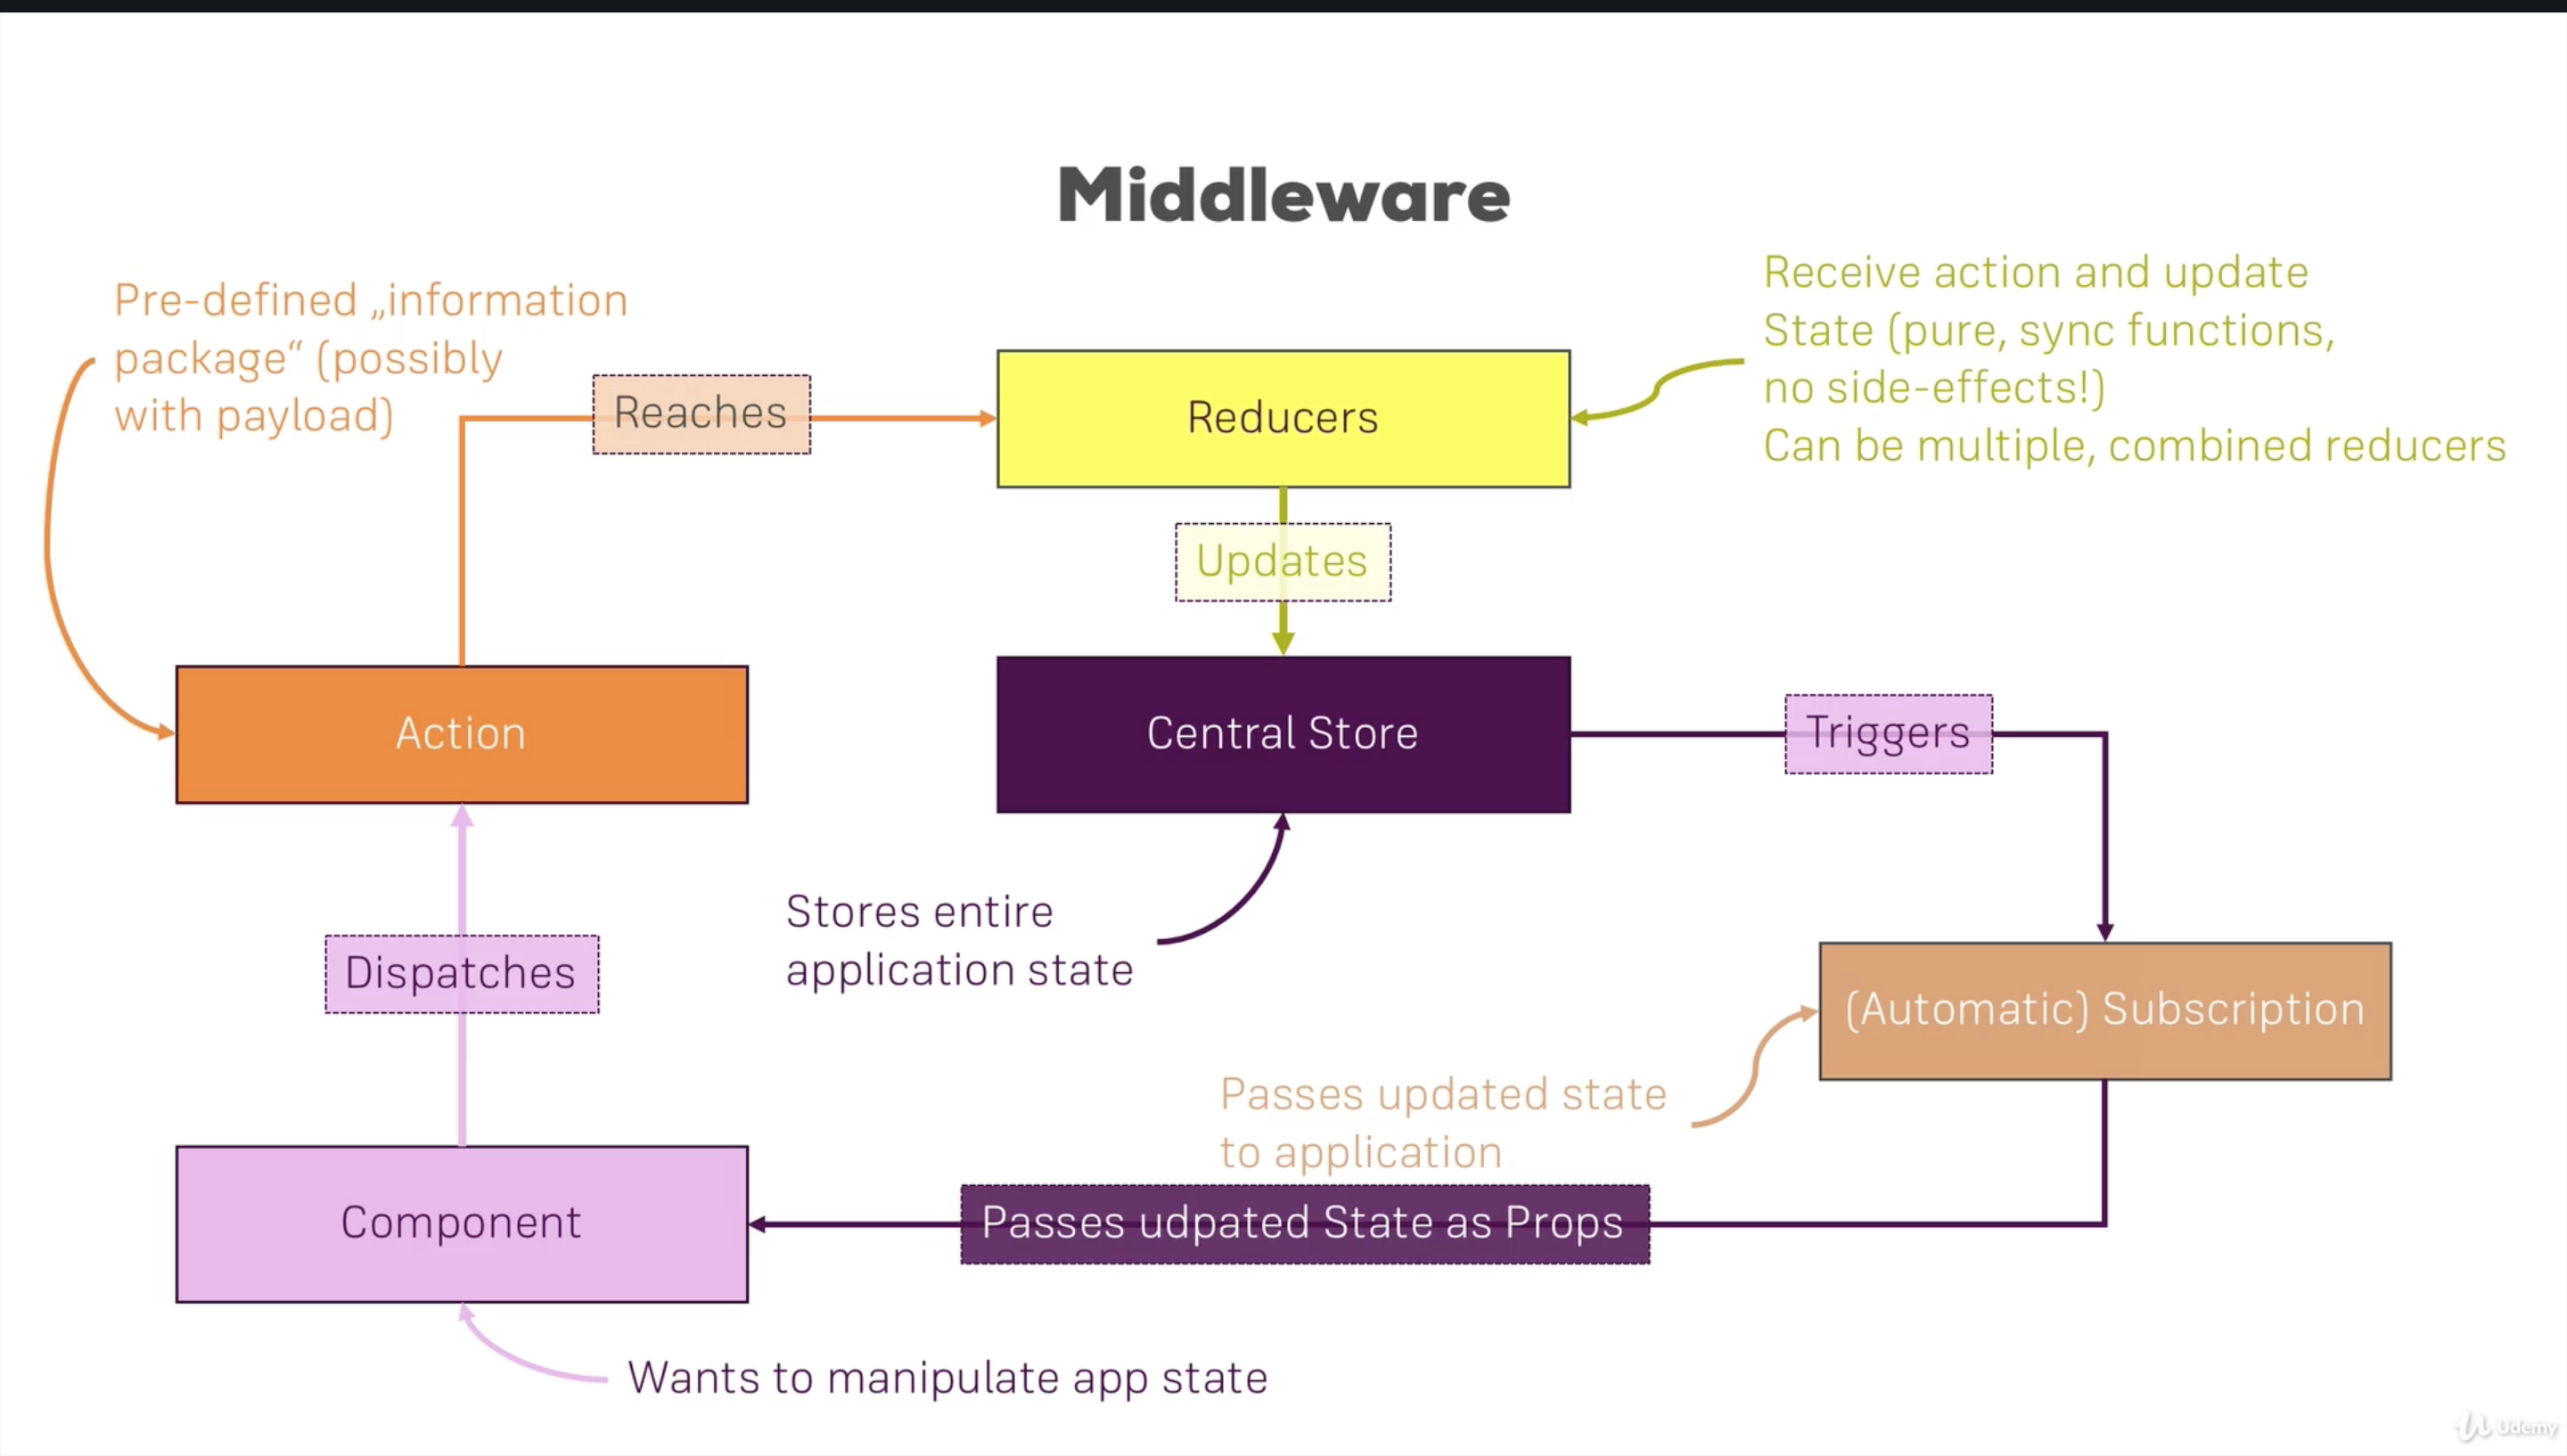 Middleware
Pre-defined „information
package“ (possibly
with payload)
Reaches
Reducers
Receive action and update
State (pure, sync functions,
no side-effects!)
Can be multiple, combined reducers
Updates
Action
Central Store
Triggers
Stores entire
application state
Dispatches
(Automatic) Subscription
Passes updated state
to application
Component
Passes udpated State as Props
Wants to manipulate app state
Udemy